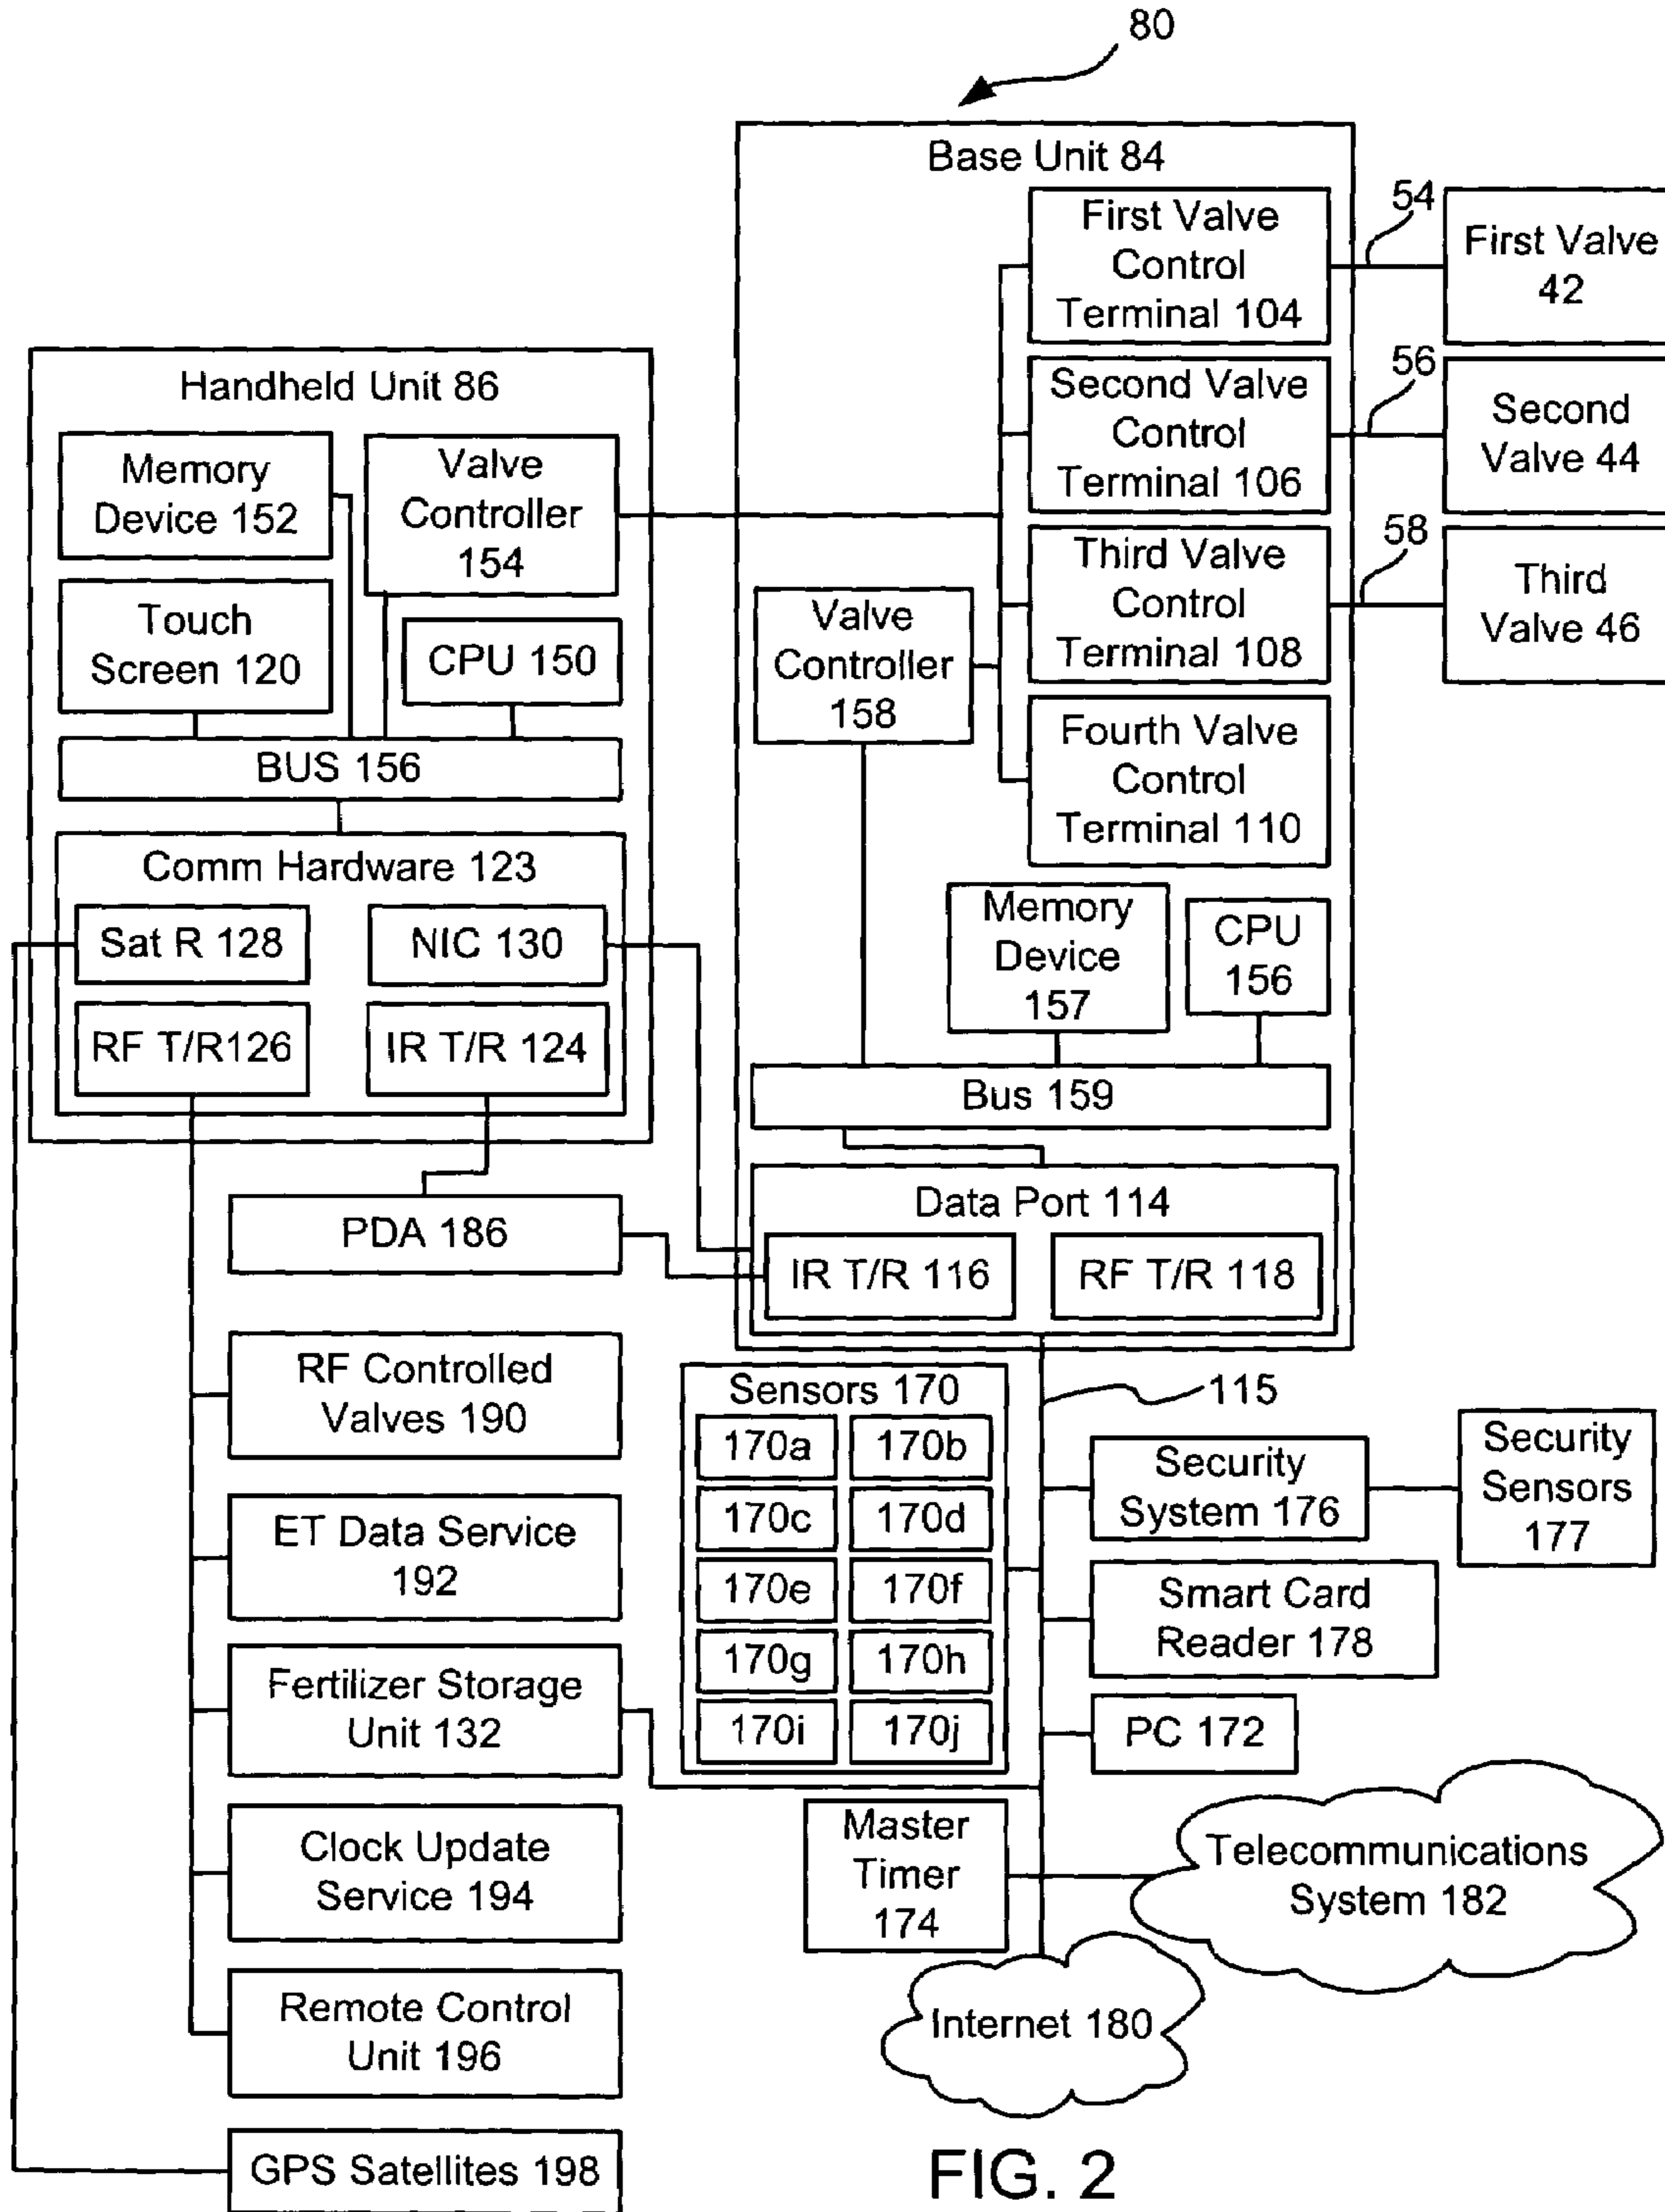 80
Base Unit 84
First Valve
Control
Terminal 104
54
First Valve
42
Second Valve
Control
Terminal 106
56
Second
Valve 44
Third Valve
Control
Terminal 108
58
Third
Valve 46
Fourth Valve
Control
Terminal 110
Valve
Controller
158
Memory
Device
157
CPU
156
Bus 159
Data Port 114
IR T/R 116
RF T/R 118
Handheld Unit 86
Memory
Device 152
Valve
Controller
154
Touch
Screen 120
CPU 150
BUS 156
Comm Hardware 123
Sat R 128
NIC 130
RF T/R126
IR T/R 124
PDA 186
RF Controlled
Valves 190
ET Data Service
192
Fertilizer Storage
Unit 132
Clock Update
Service 194
Remote Control
Unit 196
GPS Satellites 198
Sensors 170
170a
170b
170c
170d
170e
170f
170g
170h
170i
170j
115
Security
System 176
Security
Sensors
177
Smart Card
Reader 178
PC 172
Master
Timer
174
Telecommunications
System 182
Internet 180
FIG. 2